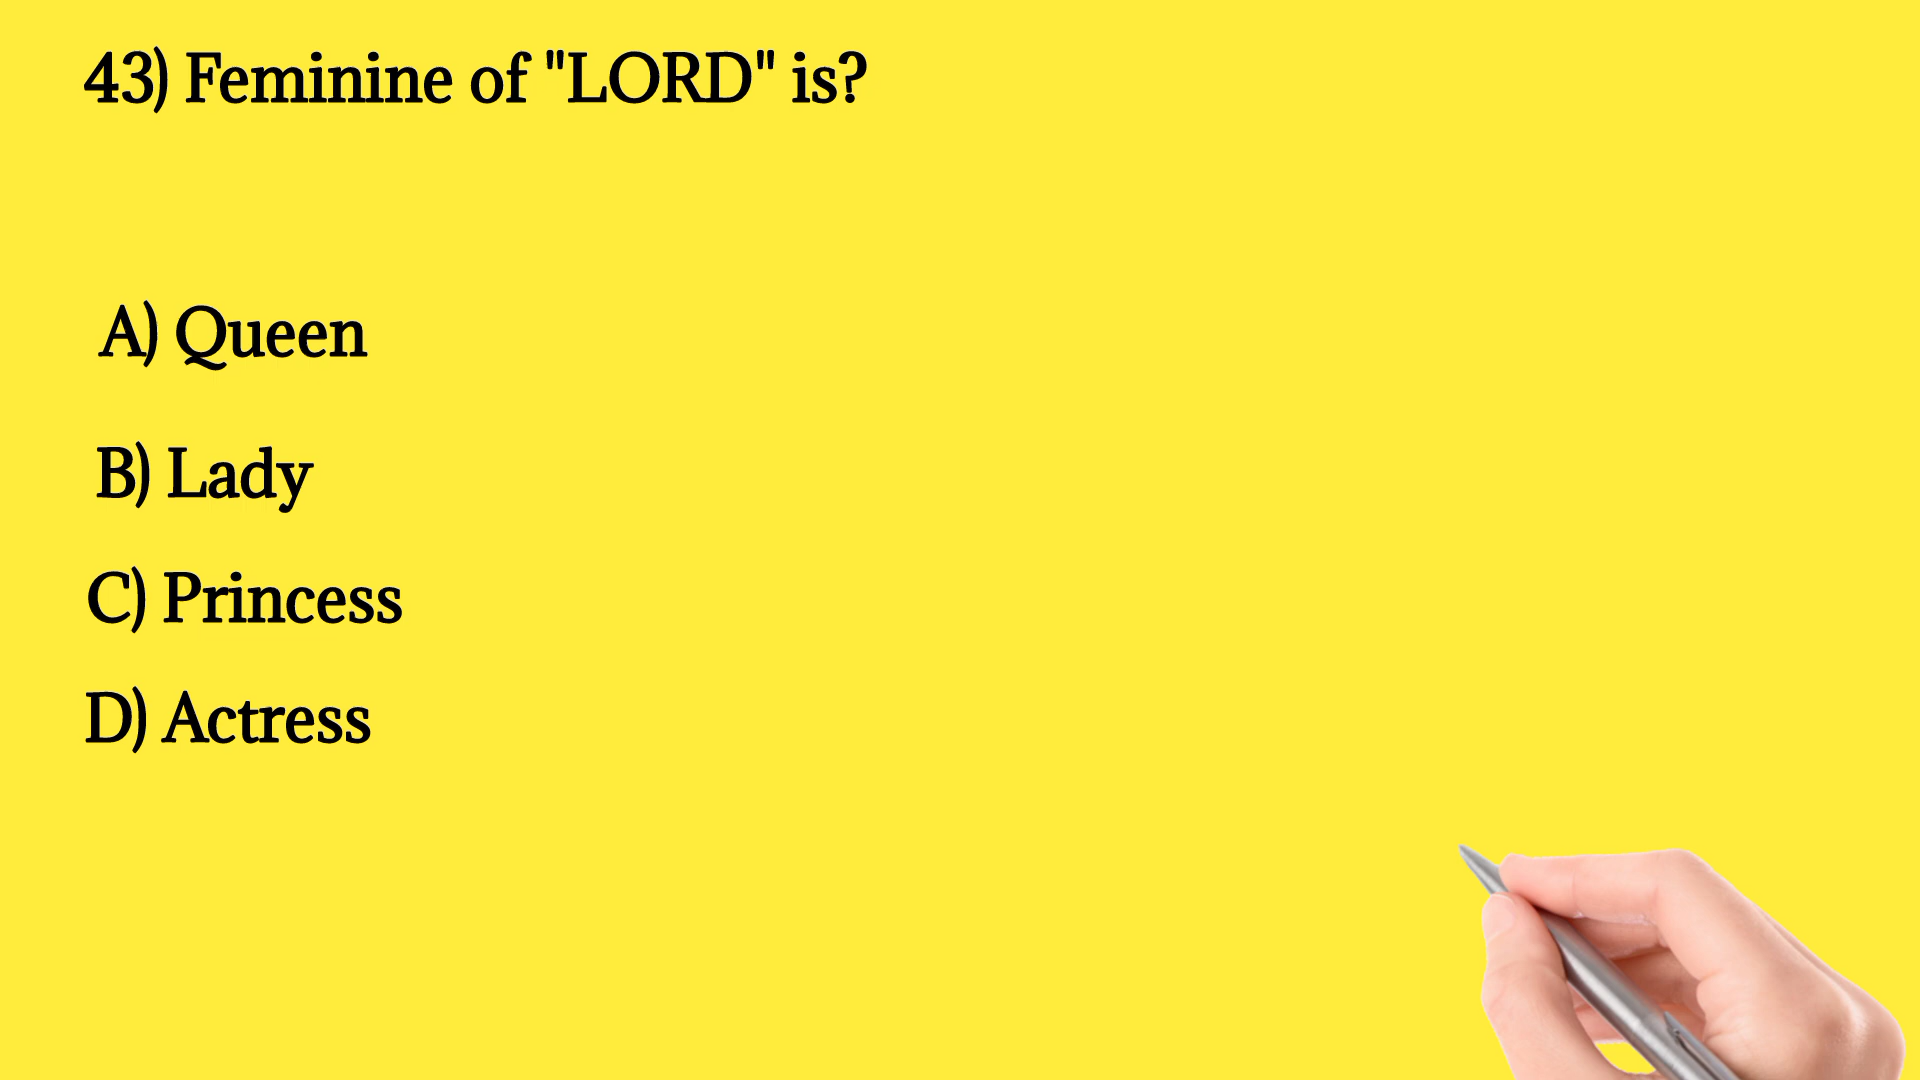 43) Feminine of "LORD" is?
A) Queen
B) Lady
C) Princess
D) Actress